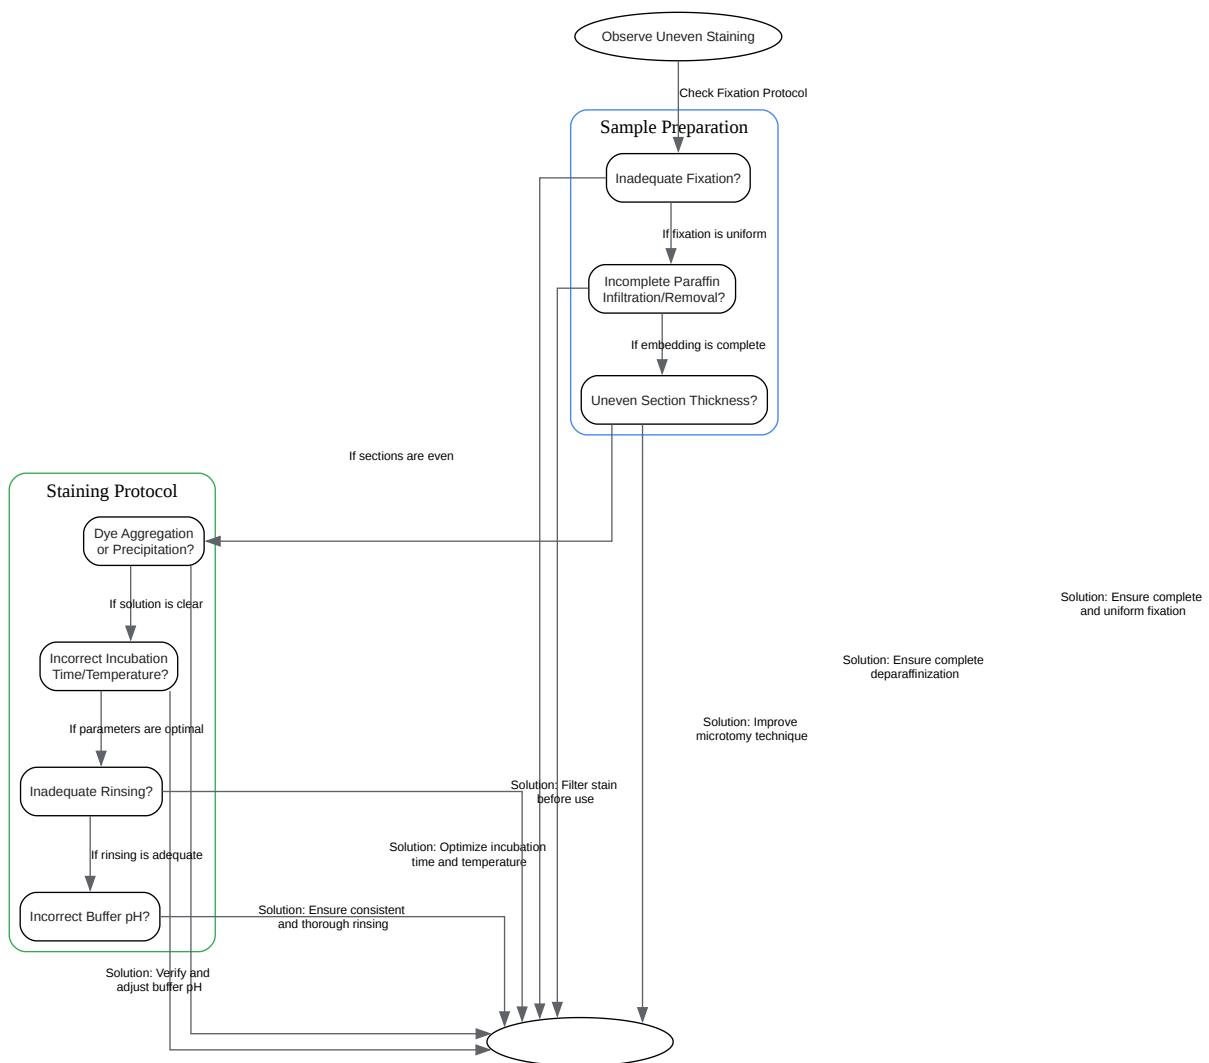 Observe Uneven Staining
Check Fixation Protocol
Sample Preparation
Inadequate Fixation?
If fixation is uniform
Incomplete Paraffin
Infiltration/Removal?
If embedding is complete
Uneven Section Thickness?
If sections are even
Staining Protocol
Dye Aggregation
or Precipitation?
If solution is clear
Solution: Ensure complete
and uniform fixation
Incorrect Incubation
Time/Temperature?
Solution: Ensure complete
deparaffinization
If parameters are optimal
Solution: Improve
microtomy technique
Inadequate Rinsing?
Solution: Filter stain
before use
If rinsing is adequate
Solution: Optimize incubation
time and temperature
Incorrect Buffer pH?
Solution: Ensure consistent
and thorough rinsing
Solution: Verify and
adjust buffer pH